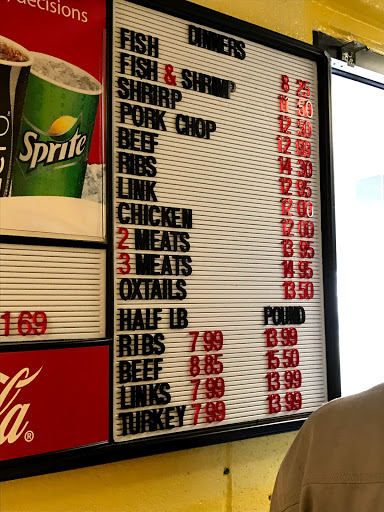 decisions
Sprite
169
DINNERS
FISH 8 25
FISH & SHRIMP 11 50
SHRIRP 12 50
PORK CHOP
BEEF 14 30
RIBS 12 95
LINK 12 00
CHICKEN 12 00
2 MEATS 13 95
3 MEATS 14 95
OXTAILS 13 50
HALF LB POUND
RIBS 7 99 13 99
BEEF 8 85 15 50
LINKS 7 99 13 99
TURKEY 7 99 13 99